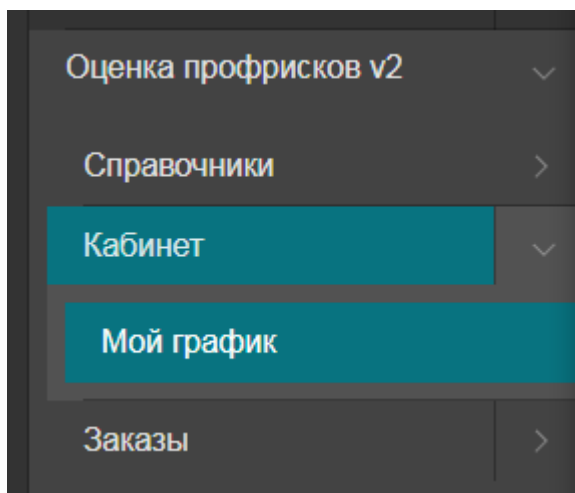 Оценка профрисков v2
Справочники
Кабинет
Мой график
Заказы